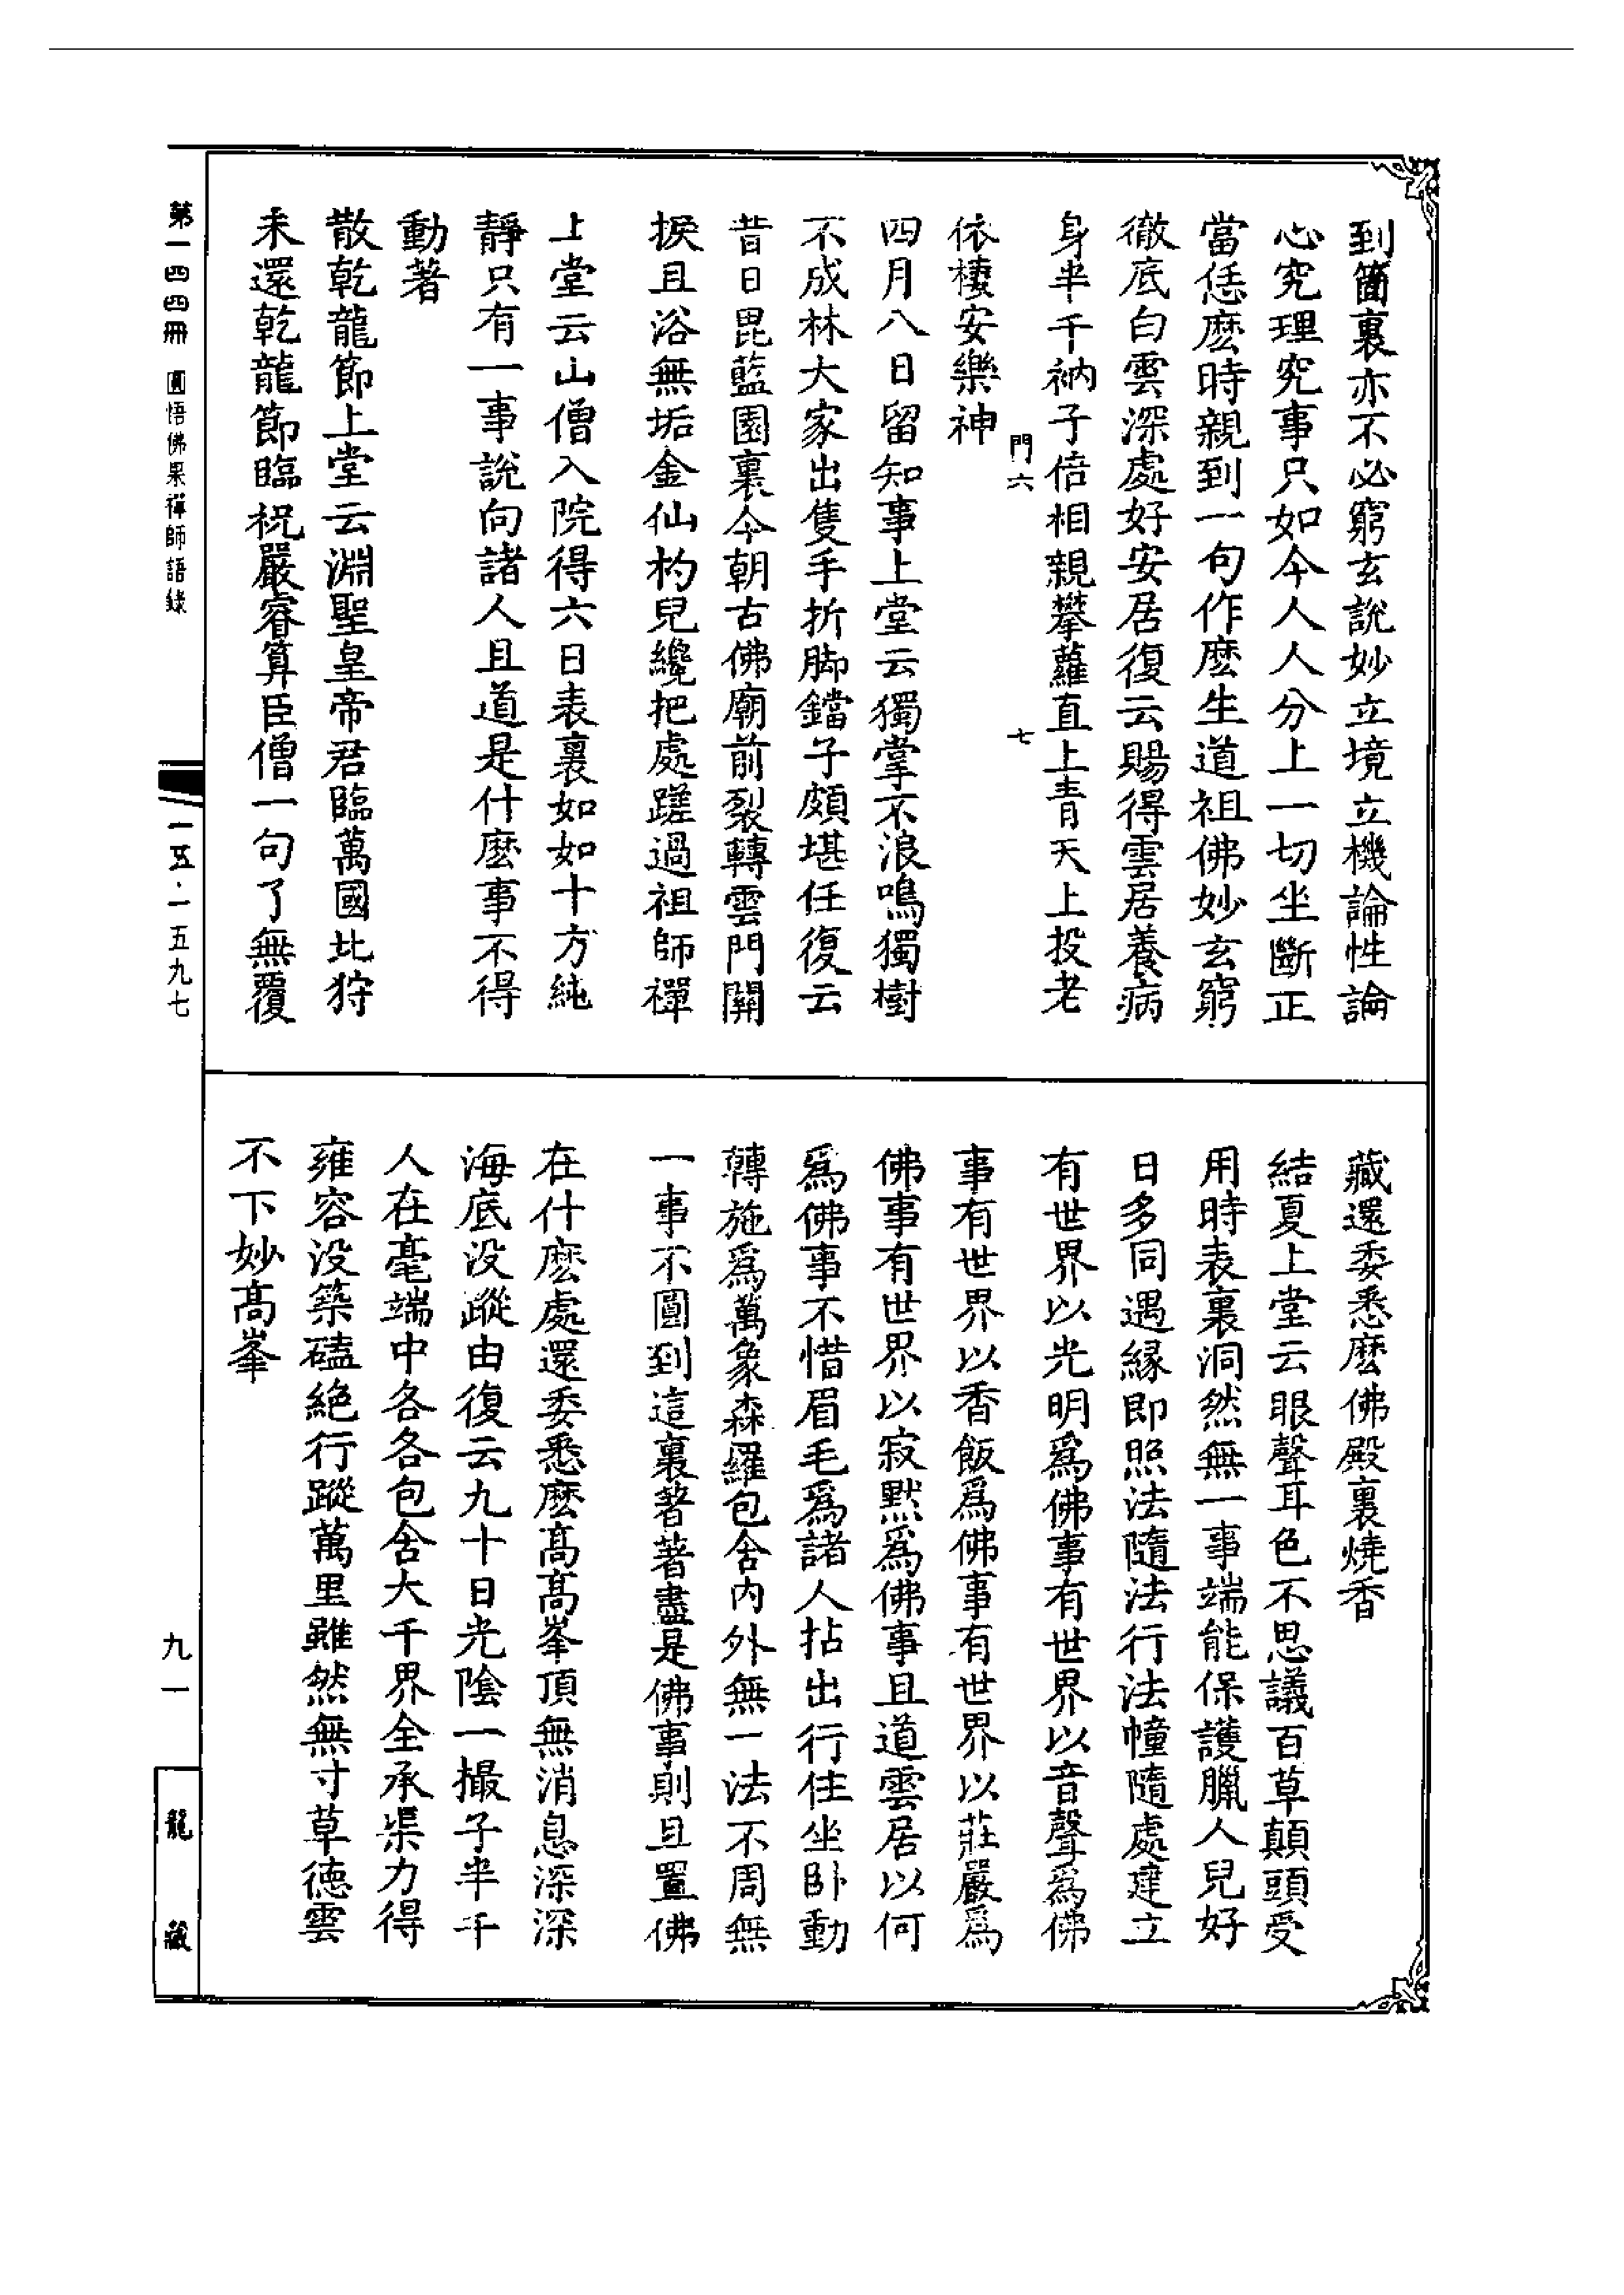 到箇裏亦不必窮玄說妙立境立機論性論
心究理究事只如今人人分上一切坐斷正
當恁麽時親到一句作麽生道祖佛妙玄窮
徹底白雲深處好安居復云賜得雲居養病
身半千衲子倍相親攀蘿直上青天上投老
門六 七
依棲安樂神
四月八日留知事上堂云獨掌不浪鳴獨樹
不成林大家出隻手折脚鐺子頗堪任復云
昔日毘藍園裏今朝古佛廟前裂轉雲門關
捩且浴無垢金仙杓兒纔把處蹉過祖師禪
上堂云山僧入院得六日表裏如如十方純
靜只有一事說向諸人且道是什麽事不得
動著
散乾龍節上堂云淵聖皇帝君臨萬國北狩
未還乾龍節臨祝嚴睿算臣僧一句了無覆
藏還委悉麽佛殿裏燒香
結夏上堂云眼聲耳色不思議百草顛頭受
用時表裏洞然無一事端能保護臘人兒好
日多同遇緣即照法隨法行法幢隨處建立
有世界以光明爲佛事有世界以音聲爲佛
事有世界以香飯爲佛事有世界以莊嚴爲
佛事有世界以寂默爲佛事且道雲居以何
爲佛事不惜眉毛爲諸人拈出行住坐卧動
轉施爲萬象森羅包含内外無一法不周無
一事不圓到這裏著著盡是佛事則且置佛
在什麽處還委悉麽髙髙峯頂無消息深深
海底没蹤由復云九十日光陰一撮子半千
人在毫端中各各包含大千界全承渠力得
雍容没築磕絶行蹤萬里雖然無寸草德雲
不下妙髙峯
第一四四冊 圓悟佛果禪師語錄
一五·一五九七
九一
龍藏